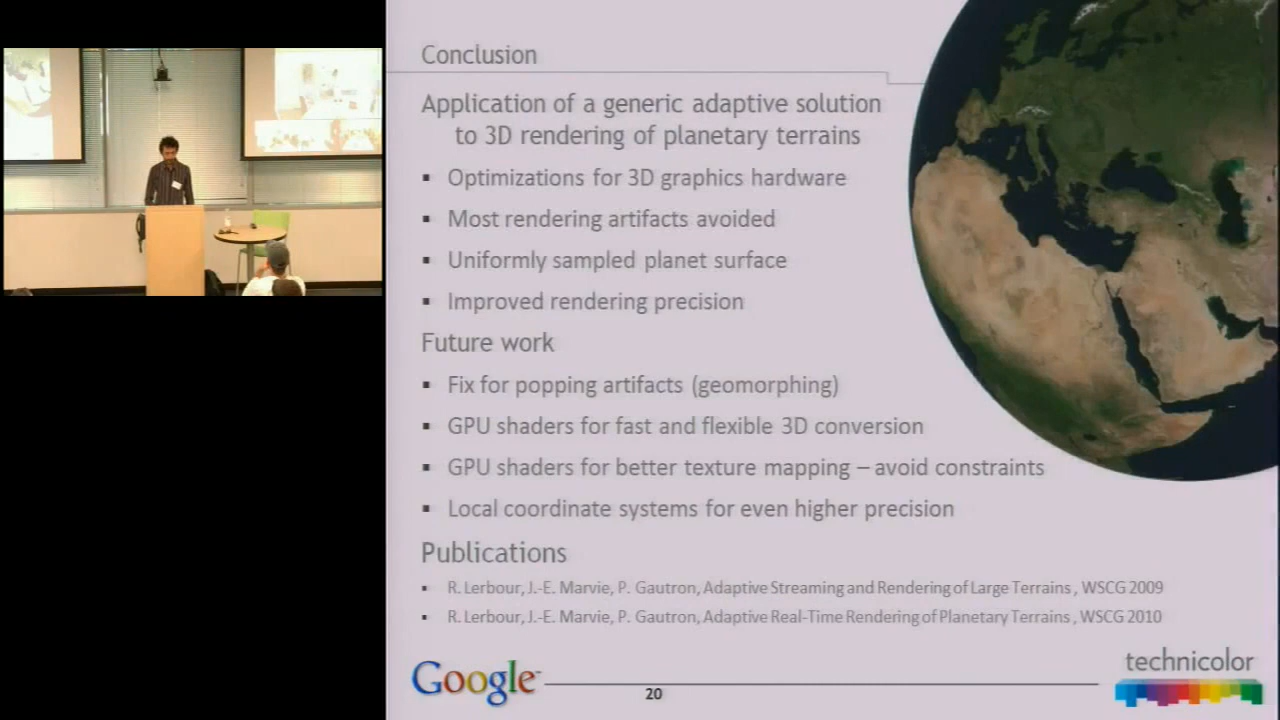 Conclusion
Application of a generic adaptive solution
to 3D rendering of planetary terrains
▪ Optimizations for 3D graphics hardware
▪ Most rendering artifacts avoided
▪ Uniformly sampled planet surface
▪ Improved rendering precision
Future work
▪ Fix for popping artifacts (geomorphing)
▪ GPU shaders for fast and flexible 3D conversion
▪ GPU shaders for better texture mapping – avoid constraints
▪ Local coordinate systems for even higher precision
Publications
▪ R. Lerbour, J.-E. Marvie, P. Gautron, Adaptive Streaming and Rendering of Large Terrains , WSCG 2009
▪ R. Lerbour, J.-E. Marvie, P. Gautron, Adaptive Real-Time Rendering of Planetary Terrains , WSCG 2010
Google
20
technicolor